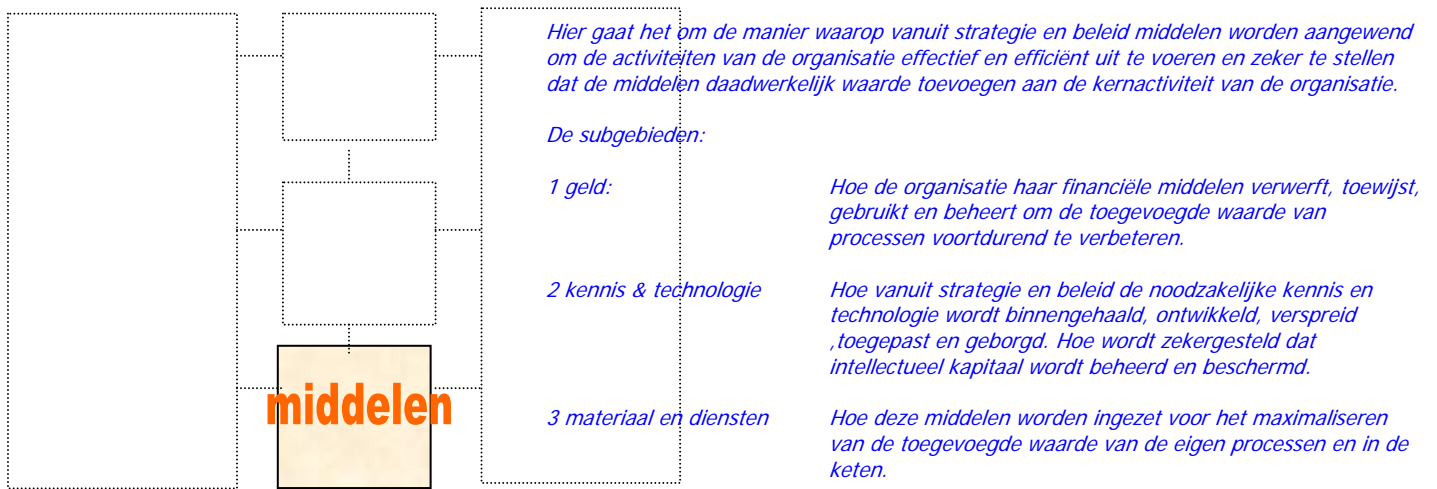 Hier gaat het om de manier waarop vanuit strategie en beleid middelen worden aangewend
om de activiteiten van de organisatie effectief en efficiënt uit te voeren en zeker te stellen
dat de middelen daadwerkelijk waarde toevoegen aan de kernactiviteit van de organisatie.
De subgebieden:
1 geld: Hoe de organisatie haar financiële middelen verwerft, toewijst,
gebruikt en beheert om de toegevoegde waarde van
processen voortdurend te verbeteren.
2 kennis & technologie Hoe vanuit strategie en beleid de noodzakelijke kennis en
technologie wordt binnengehaald, ontwikkeld, verspreid
,toegepast en geborgd. Hoe wordt zekergesteld dat
intellectueel kapitaal wordt beheerd en beschermd.
middelen
3 materiaal en diensten Hoe deze middelen worden ingezet voor het maximaliseren
van de toegevoegde waarde van de eigen processen en in de
keten.